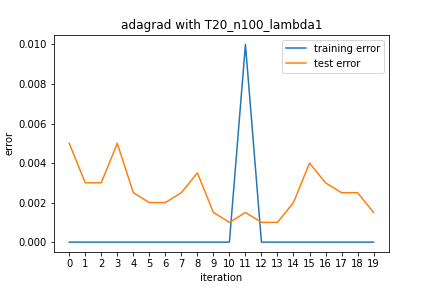 adagrad with T20_n100_lambda1
training error
test error
0.010
0.008
0.006
0.004
0.002
0.000
error
0 1 2 3 4 5 6 7 8 9 10 11 12 13 14 15 16 17 18 19
iteration